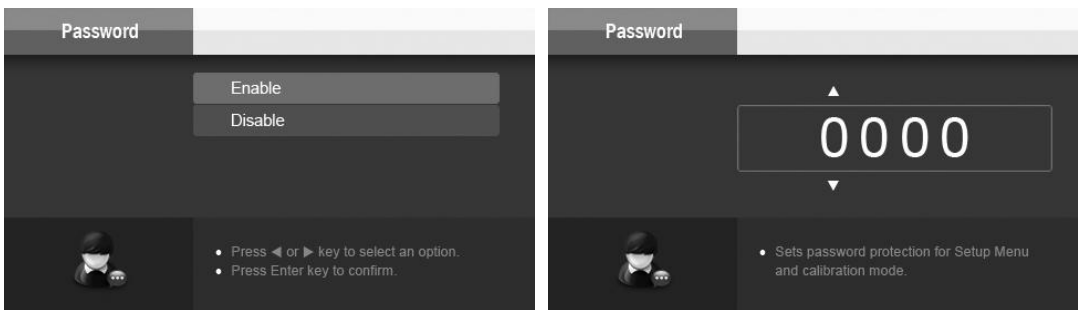 Password
Enable
Disable
• Press ◀ or ▶ key to select an option.
• Press Enter key to confirm.
Password
▲
0000
▼
• Sets password protection for Setup Menu
and calibration mode.